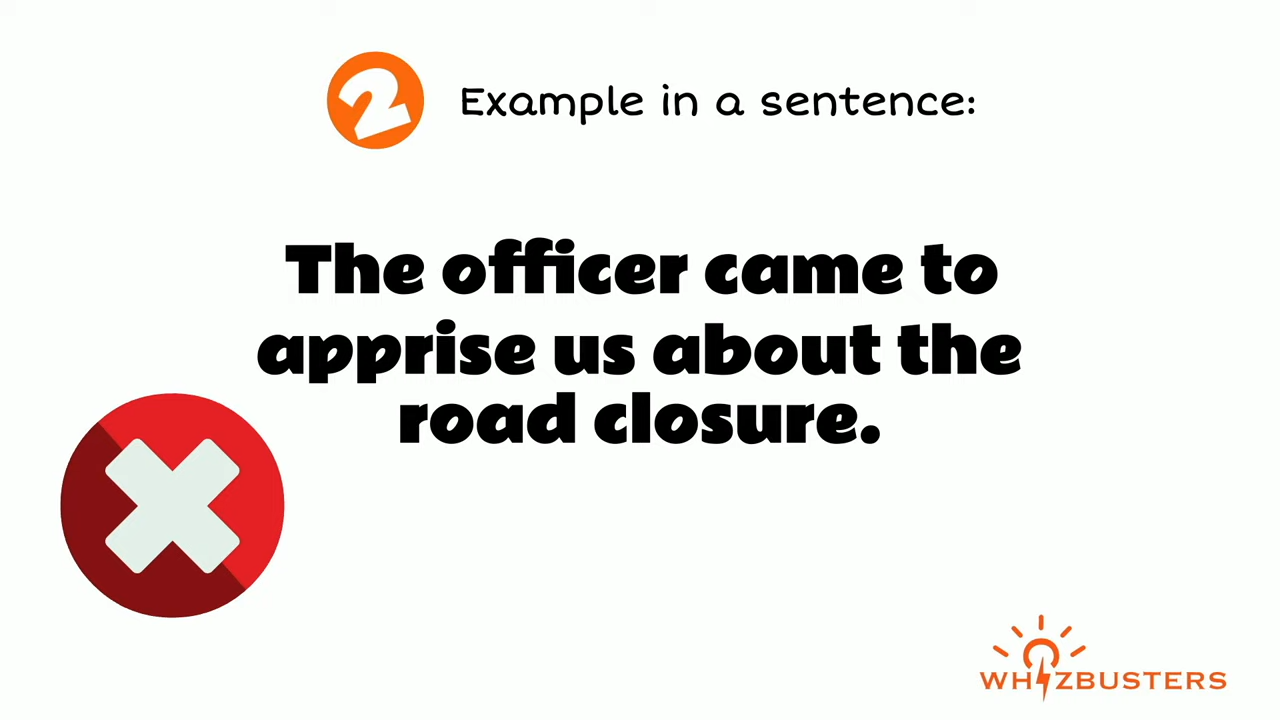 2 Example in a sentence:
The officer came to
apprise us about the
road closure.
WHIZBUSTERS